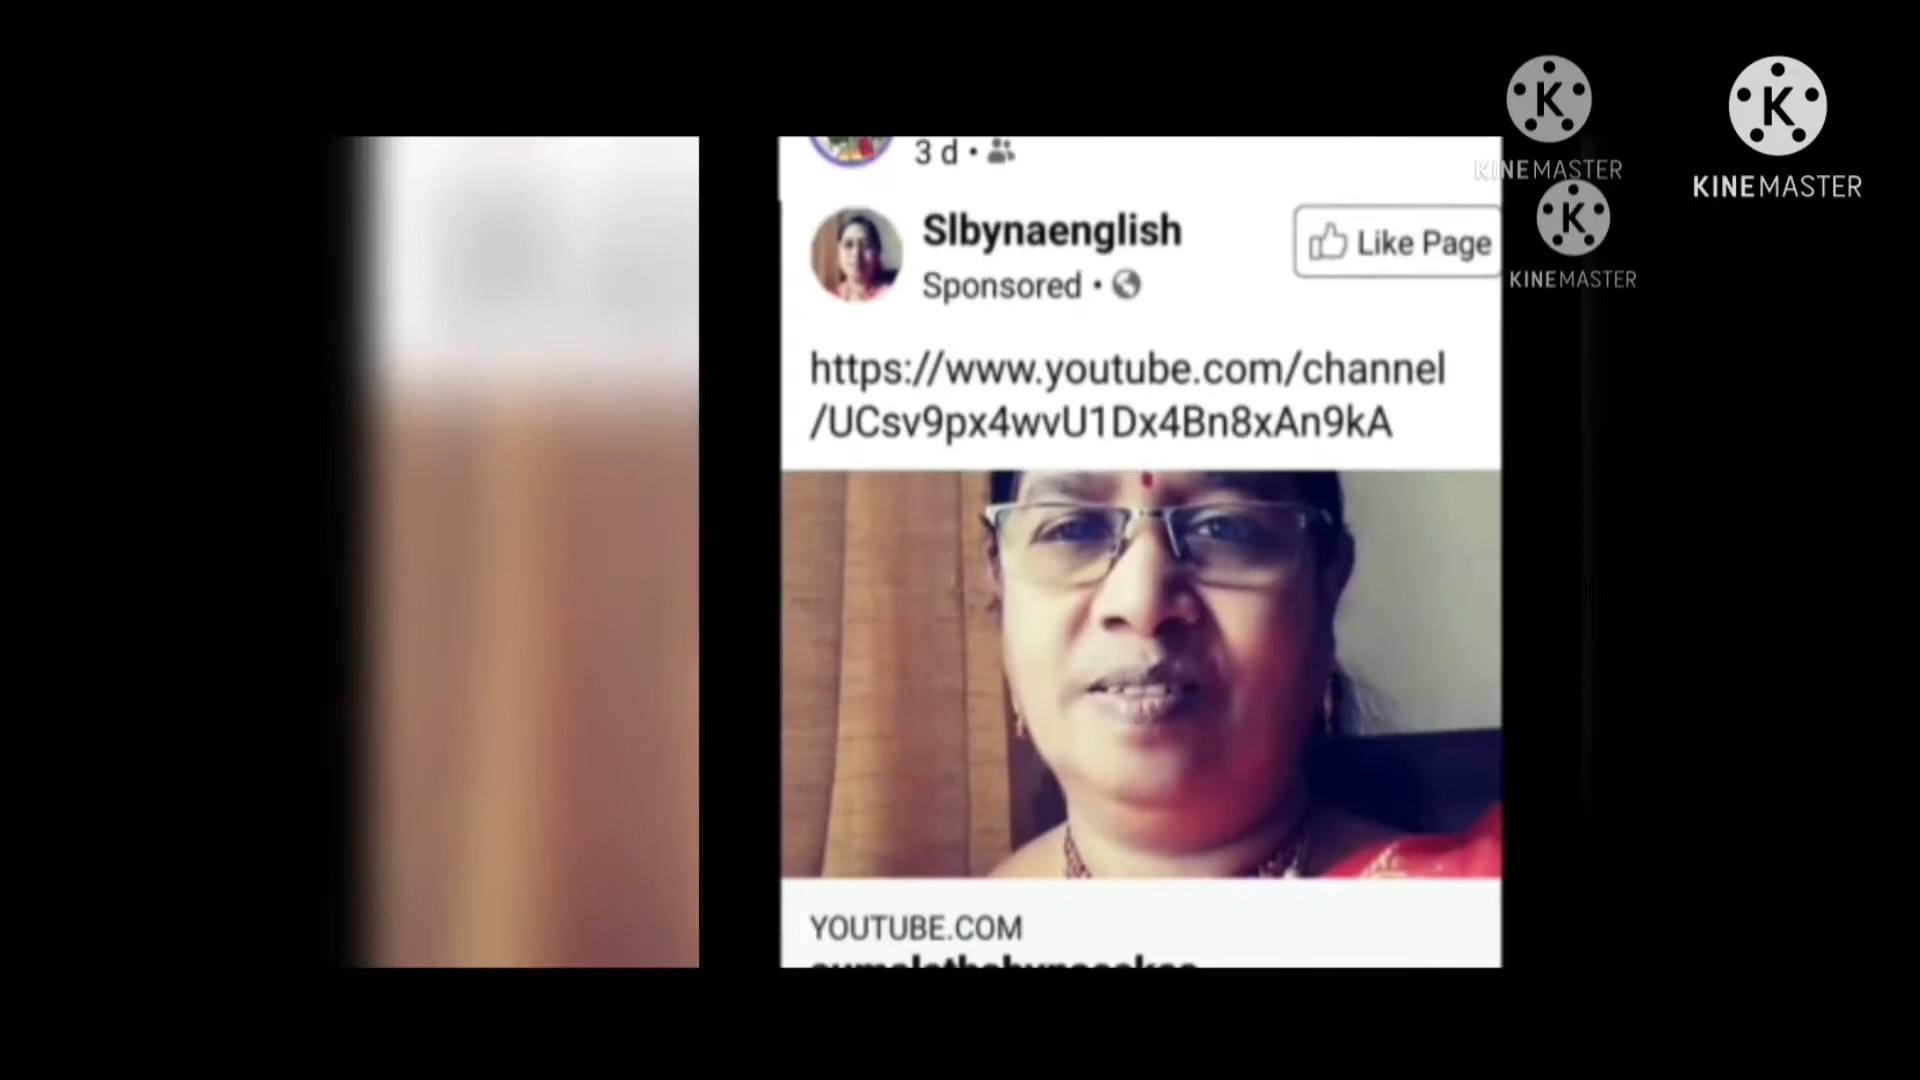 3 d •
Slbynaenglish
Like Page
Sponsored •
https://www.youtube.com/channel
/UCsv9px4wvU1Dx4Bn8xAn9kA
YOUTUBE.COM
KINEMASTER
KINEMASTER
KINEMASTER